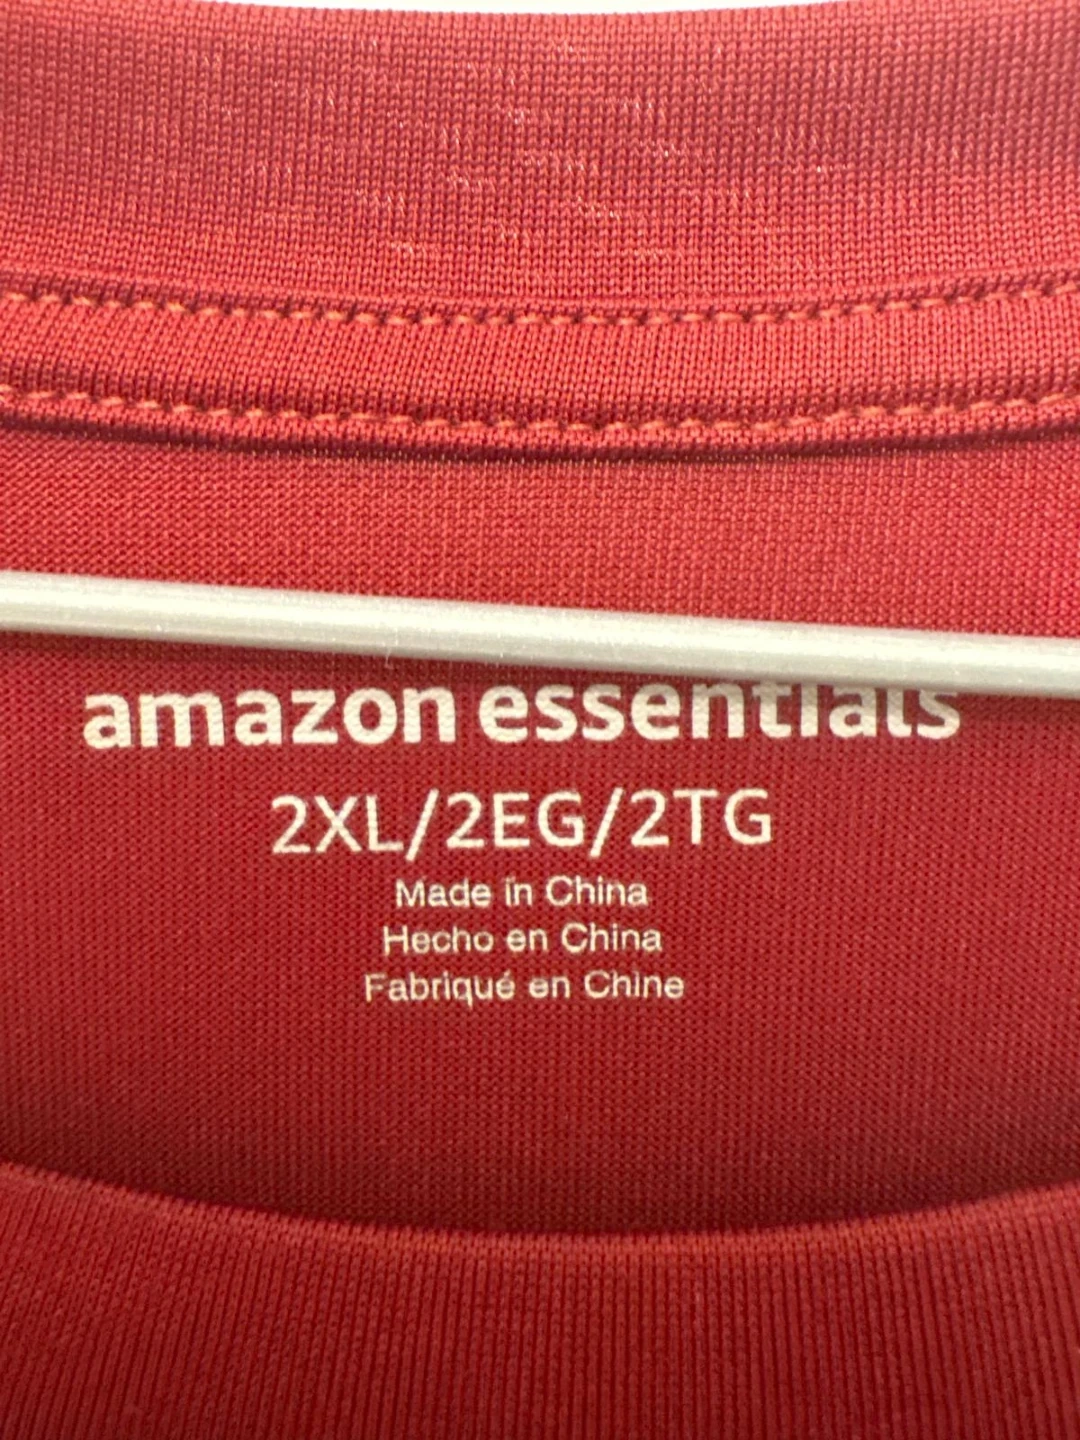 amazon essentials
2XL/2EG/2TG
Made in China
Hecho en China
Fabriqué en Chine